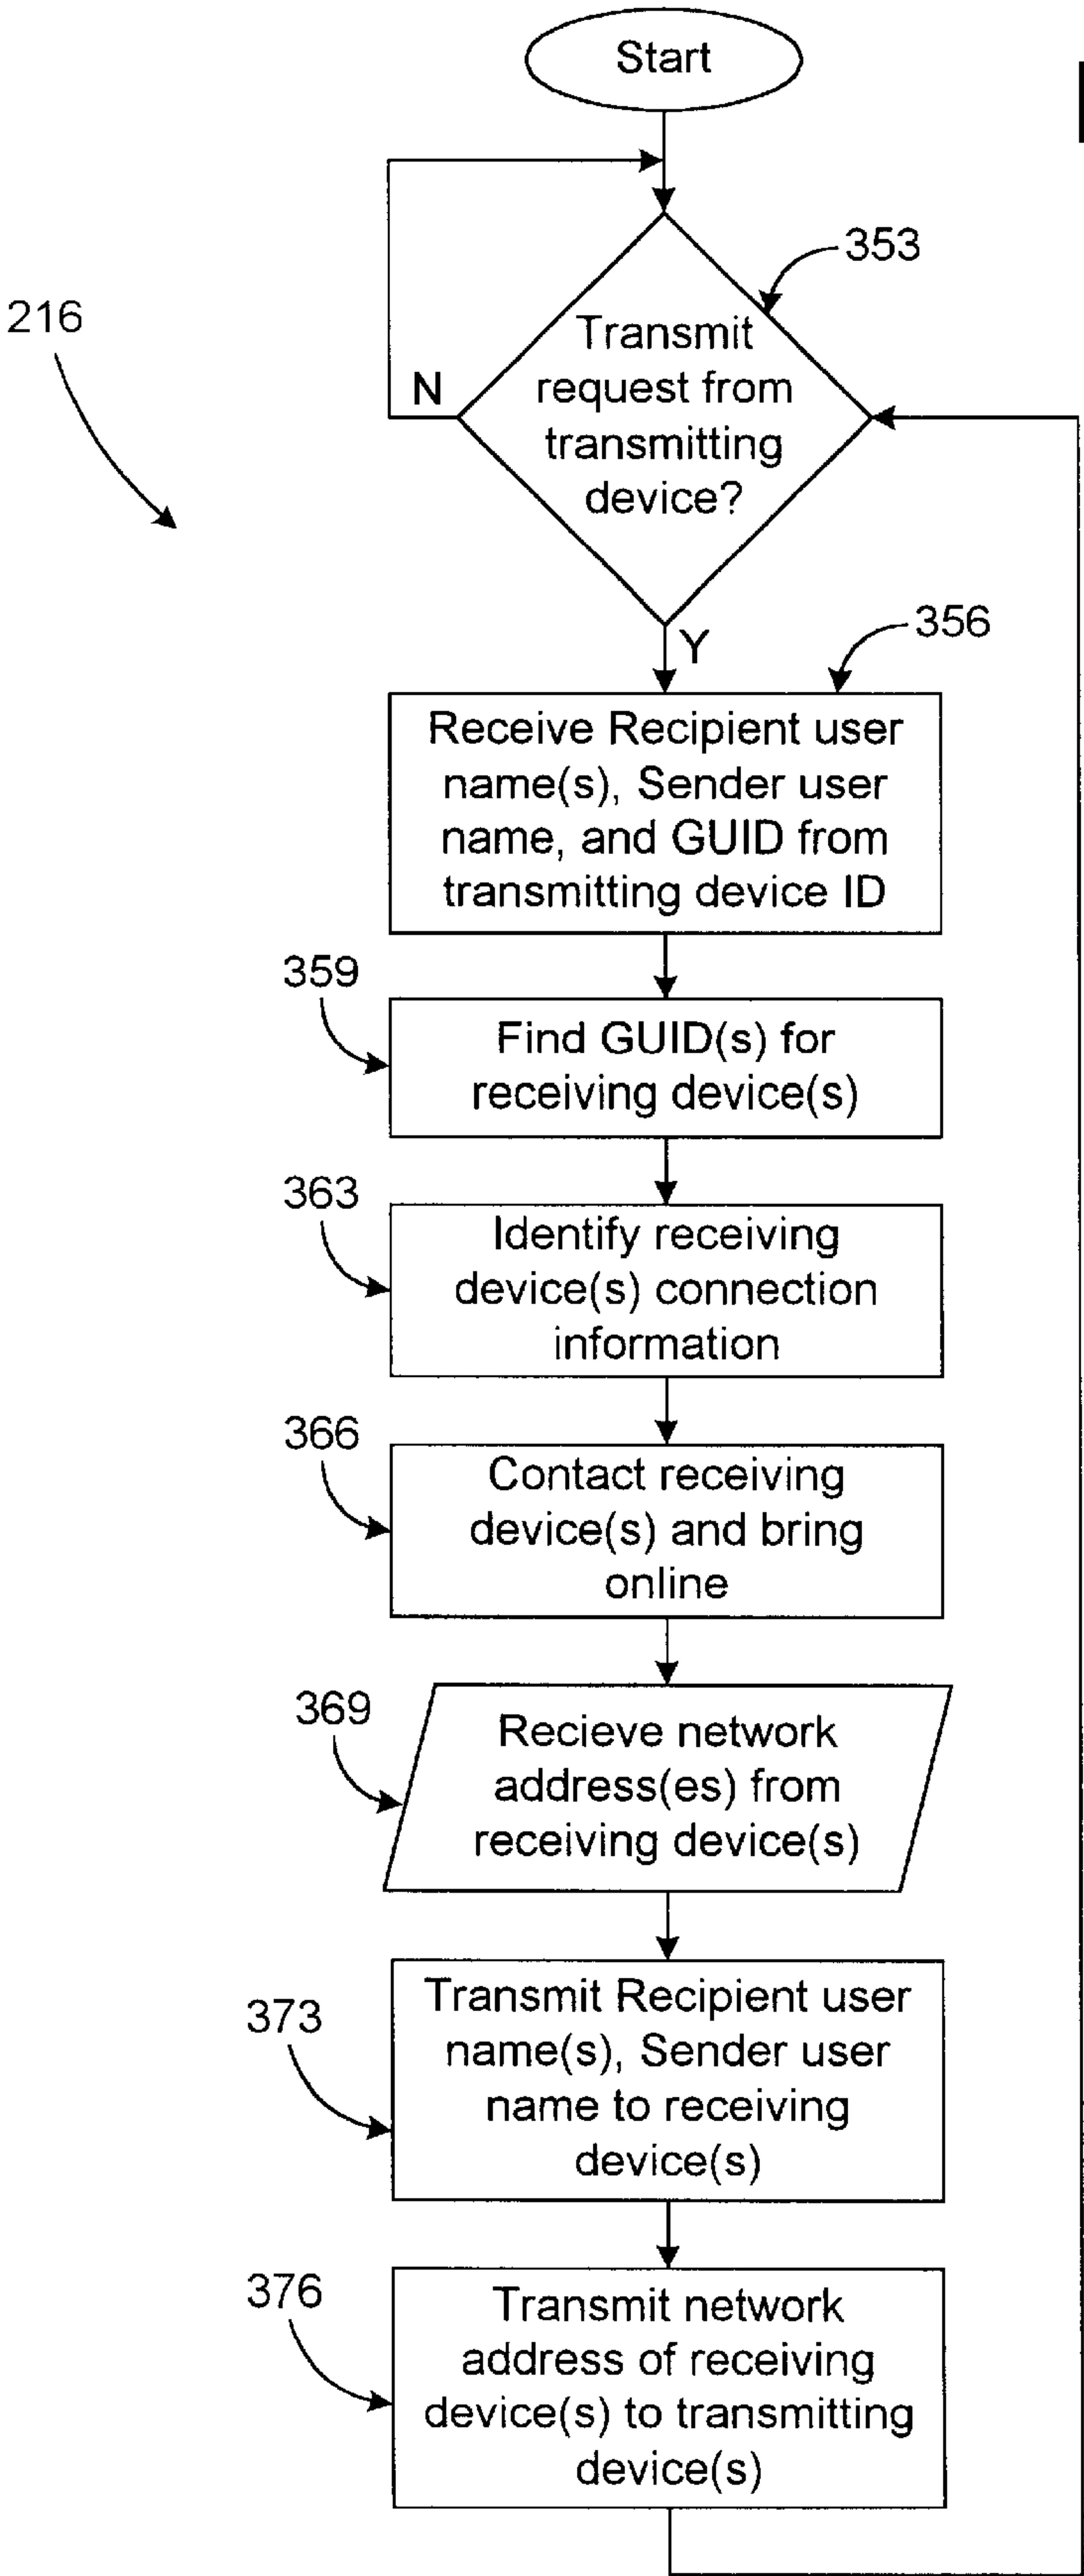 Start
353
216
Transmit
request from
transmitting
device?
N
Y
356
Receive Recipient user
name(s), Sender user
name, and GUID from
transmitting device ID
359
Find GUID(s) for
receiving device(s)
363
Identify receiving
device(s) connection
information
366
Contact receiving
device(s) and bring
online
369
Recieve network
address(es) from
receiving device(s)
373
Transmit Recipient user
name(s), Sender user
name to receiving
device(s)
376
Transmit network
address of receiving
device(s) to transmitting
device(s)